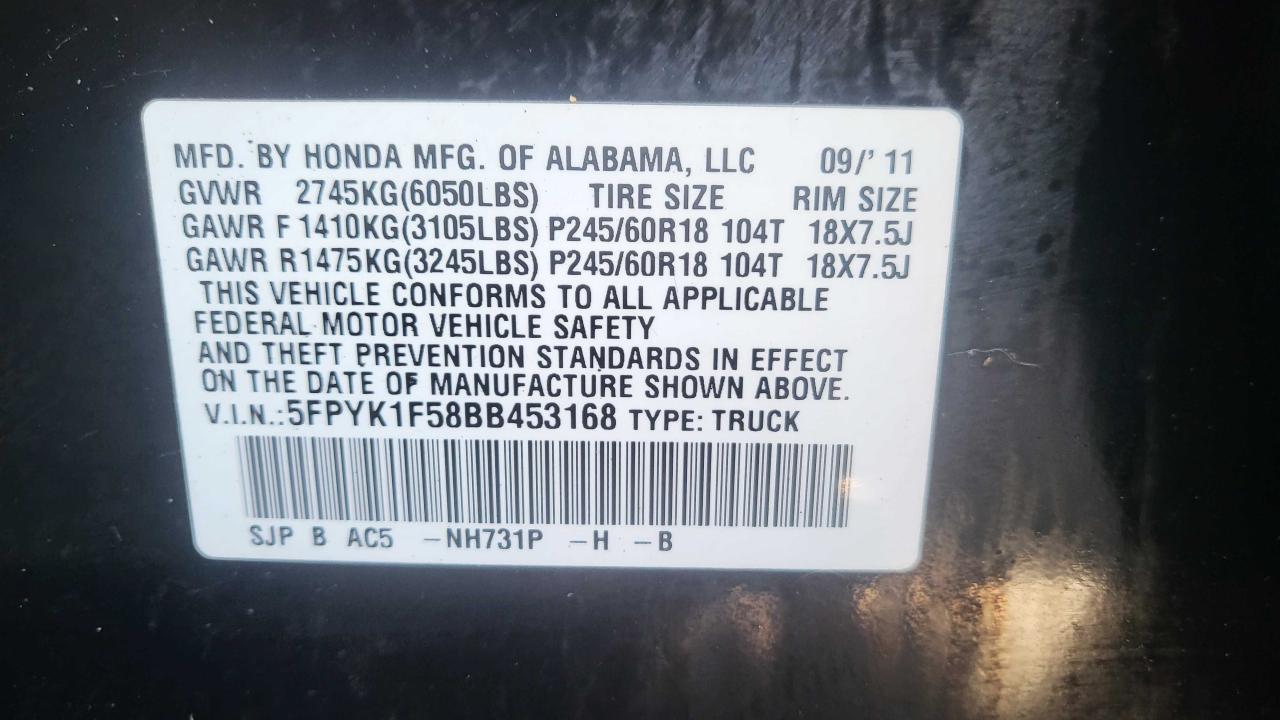 MFD. BY HONDA MFG. OF ALABAMA, LLC 09/' 11
GVWR 2745KG(6050LBS) TIRE SIZE RIM SIZE
GAWR F 1410KG(3105LBS) P245/60R18 104T 18X7.5J
GAWR R1475KG(3245LBS) P245/60R18 104T 18X7.5J
THIS VEHICLE CONFORMS TO ALL APPLICABLE
FEDERAL MOTOR VEHICLE SAFETY
AND THEFT PREVENTION STANDARDS IN EFFECT
ON THE DATE OF MANUFACTURE SHOWN ABOVE.
V.I.N.:5FPYK1F58BB453168 TYPE: TRUCK
SJP B AC5 -NH731P -H -B